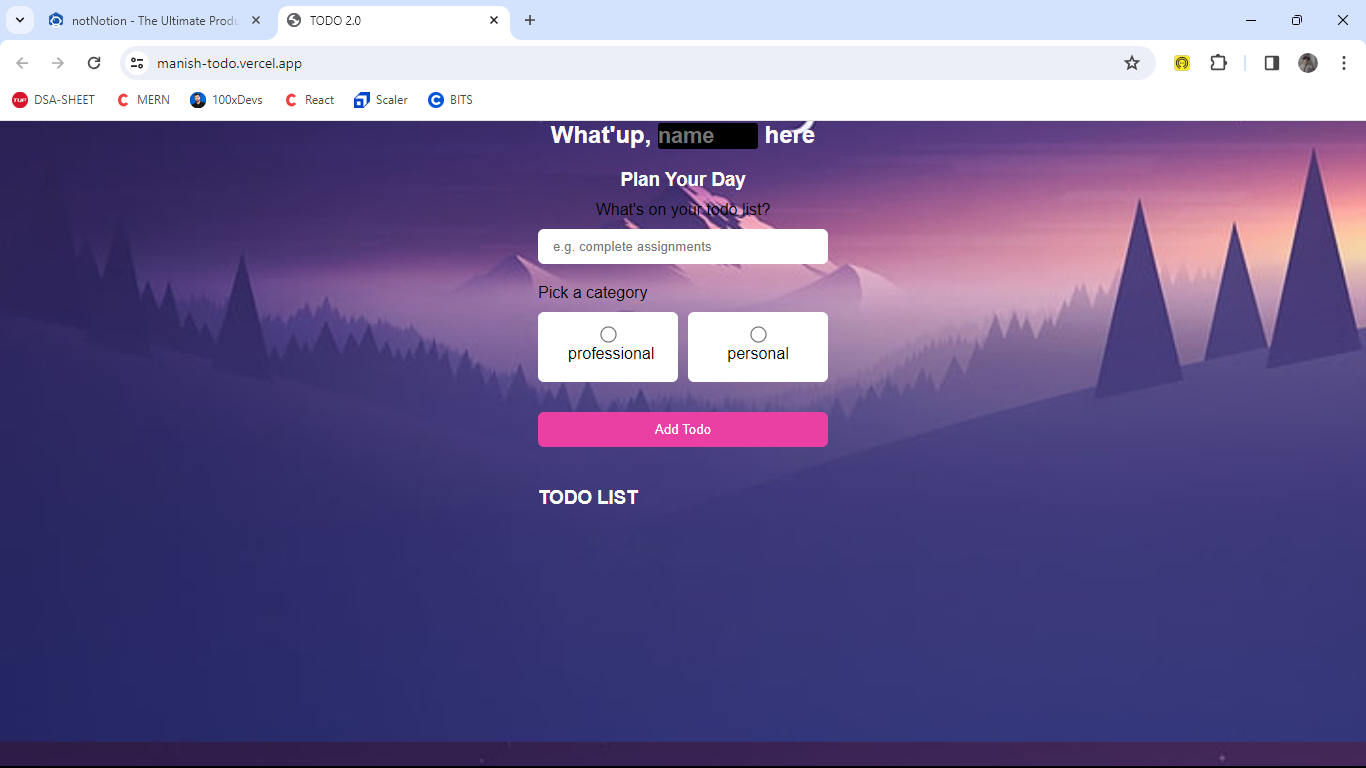 notNotion - The Ultimate Produ
TODO 2.0
manish-todo.vercel.app
TUF DSA-SHEET
MERN
100xDevs
React
Scaler
BITS
What'up, name here
Plan Your Day
What's on your todo list?
e.g. complete assignments
Pick a category
professional
personal
Add Todo
TODO LIST